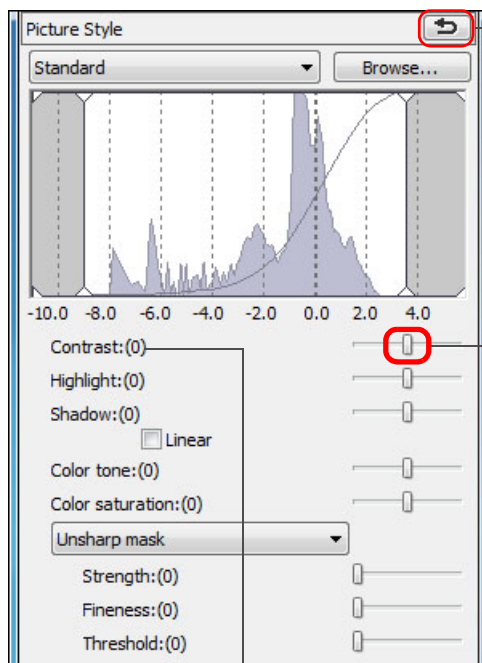 Picture Style
Standard Browse...
-10.0 -8.0 -6.0 -4.0 -2.0 0.0 2.0 4.0
Contrast:(0)
Highlight:(0)
Shadow:(0)
Linear
Color tone:(0)
Color saturation:(0)
Unsharp mask
Strength:(0)
Fineness:(0)
Threshold:(0)